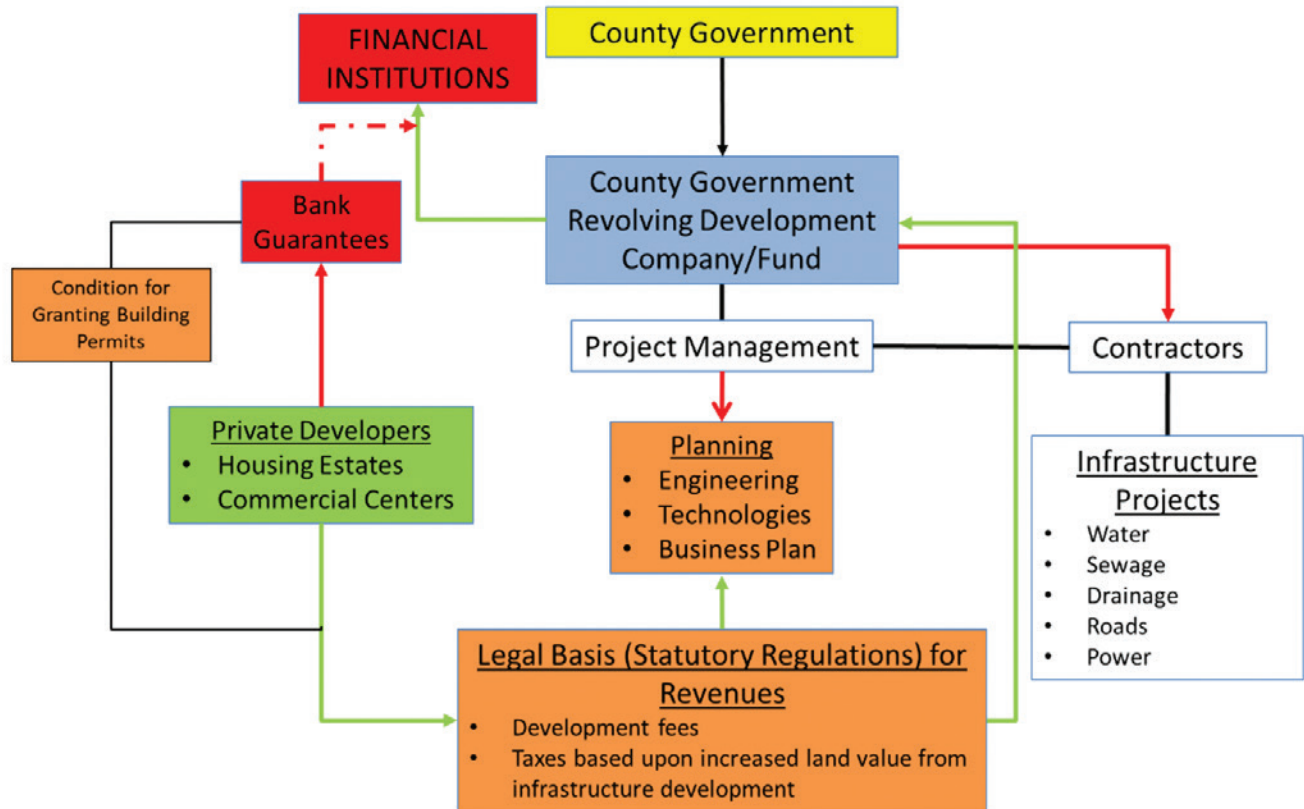 FINANCIAL
INSTITUTIONS
County Government
County Government
Revolving Development
Company/Fund
Bank
Guarantees
Condition for
Granting Building
Permits
Project Management
Contractors
Private Developers
• Housing Estates
• Commercial Centers
Planning
• Engineering
• Technologies
• Business Plan
Infrastructure
Projects
• Water
• Sewage
• Drainage
• Roads
• Power
Legal Basis (Statutory Regulations) for
Revenues
• Development fees
• Taxes based upon increased land value from
infrastructure development